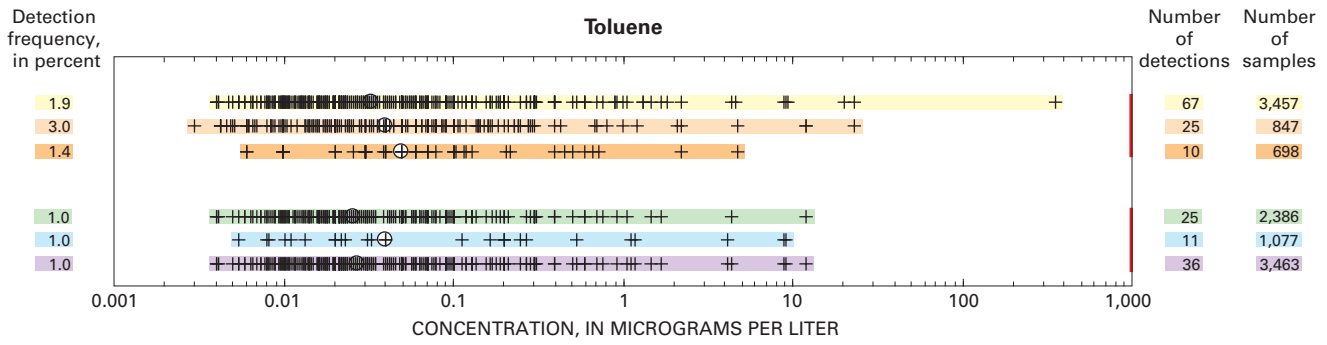 Detection
frequency,
in percent
Toluene
Number
of
detections
Number
of
samples
1.9 67 3,457
3.0 25 847
1.4 10 698
1.0 25 2,386
1.0 11 1,077
1.0 36 3,463
0.001 0.01 0.1 1 10 100 1,000
CONCENTRATION, IN MICROGRAMS PER LITER